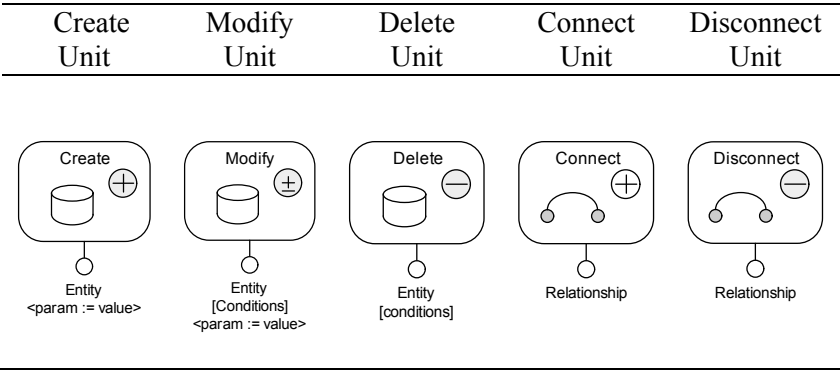 Create Modify Delete Connect Disconnect
Unit Unit Unit Unit Unit
Create Modify Delete Connect Disconnect
Entity Entity Entity Relationship Relationship
<param := value> [Conditions] [conditions]
<param := value>